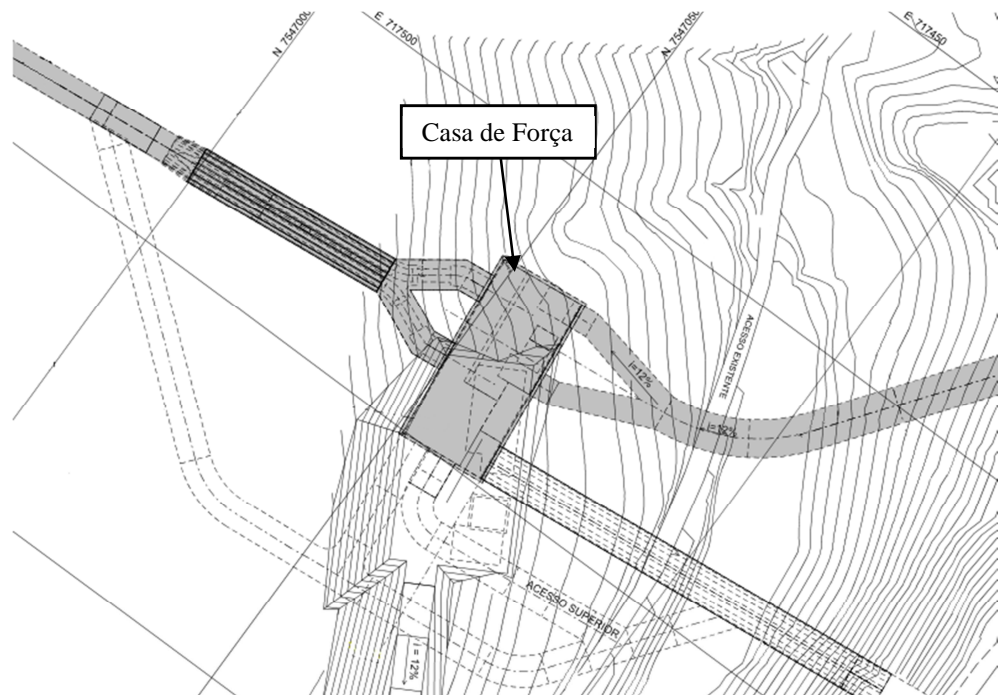 N 7547000
E 717500
N 7547050
E 717450
Casa de Força
ACESSO EXISTENTE
i=12%
i=12%
ACESSO SUPERIOR
i = 12%